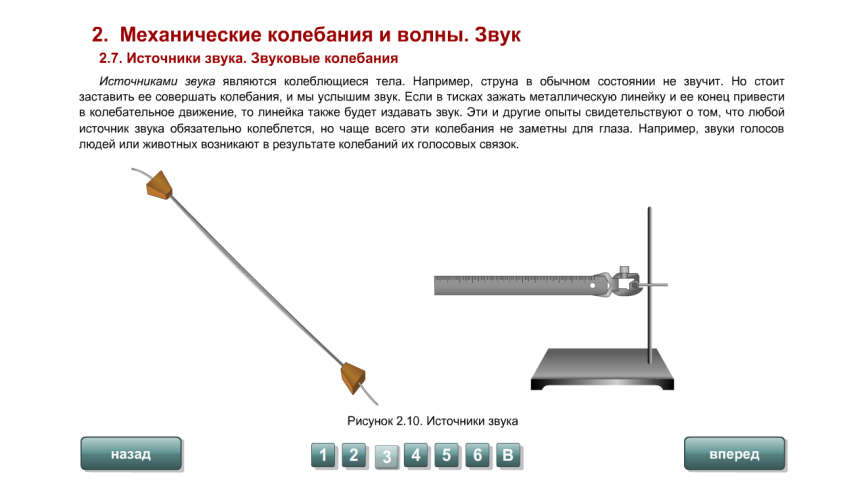 2. Механические колебания и волны. Звук
2.7. Источники звука. Звуковые колебания
Источниками звука являются колеблющиеся тела. Например, струна в обычном состоянии не звучит. Но стоит
заставить ее совершать колебания, и мы услышим звук. Если в тисках зажать металлическую линейку и ее конец привести
в колебательное движение, то линейка также будет издавать звук. Эти и другие опыты свидетельствуют о том, что любой
источник звука обязательно колеблется, но чаще всего эти колебания не заметны для глаза. Например, звуки голосов
людей или животных возникают в результате колебаний их голосовых связок.
Рисунок 2.10. Источники звука
назад 1 2 3 4 5 6 В вперед